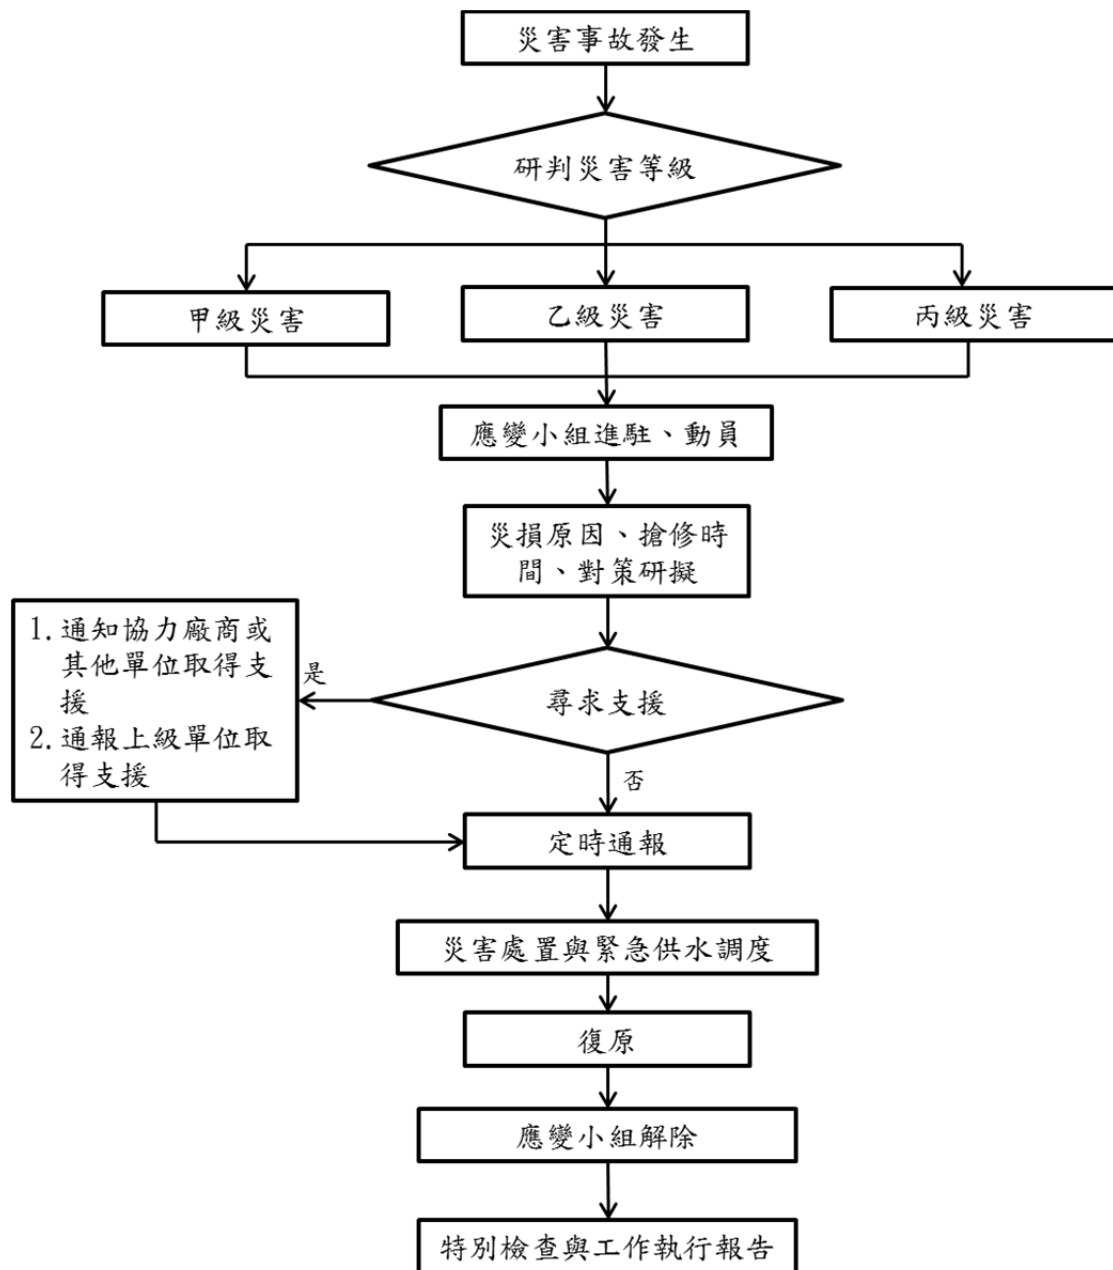 災害事故發生
研判災害等級
甲級災害
乙級災害
丙級災害
應變小組進駐、動員
災損原因、搶修時
間、對策研擬
1. 通知協力廠商或
其他單位取得支
援
2. 通報上級單位取
得支援
是
尋求支援
否
定時通報
災害處置與緊急供水調度
復原
應變小組解除
特別檢查與工作執行報告